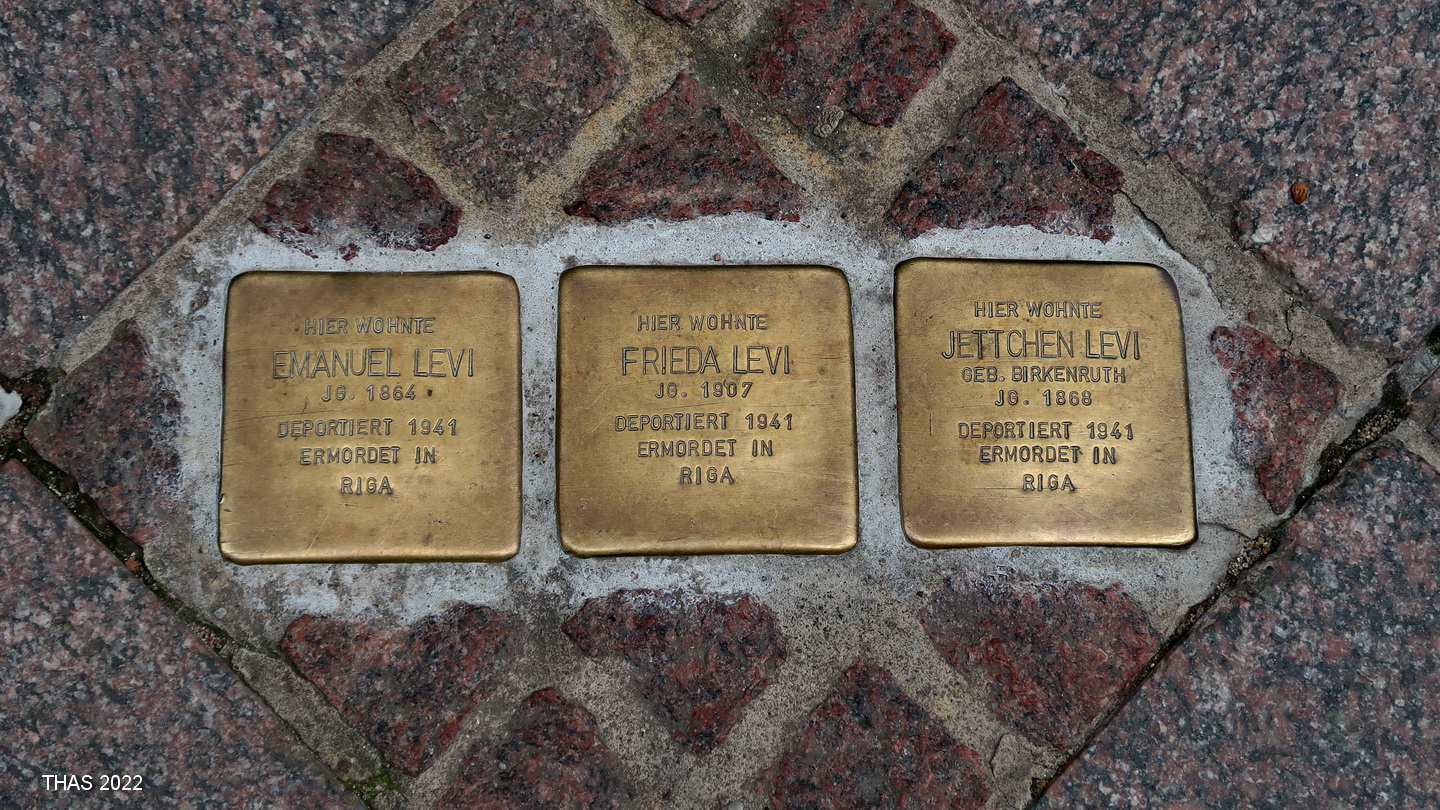 HIER WOHNTE
EMANUEL LEVI
JG. 1864
DEPORTIERT 1941
ERMORDET IN
RIGA
HIER WOHNTE
FRIEDA LEVI
JG. 1907
DEPORTIERT 1941
ERMORDET IN
RIGA
HIER WOHNTE
JETTCHEN LEVI
GEB. BIRKENRUTH
JG. 1868
DEPORTIERT 1941
ERMORDET IN
RIGA
THAS 2022